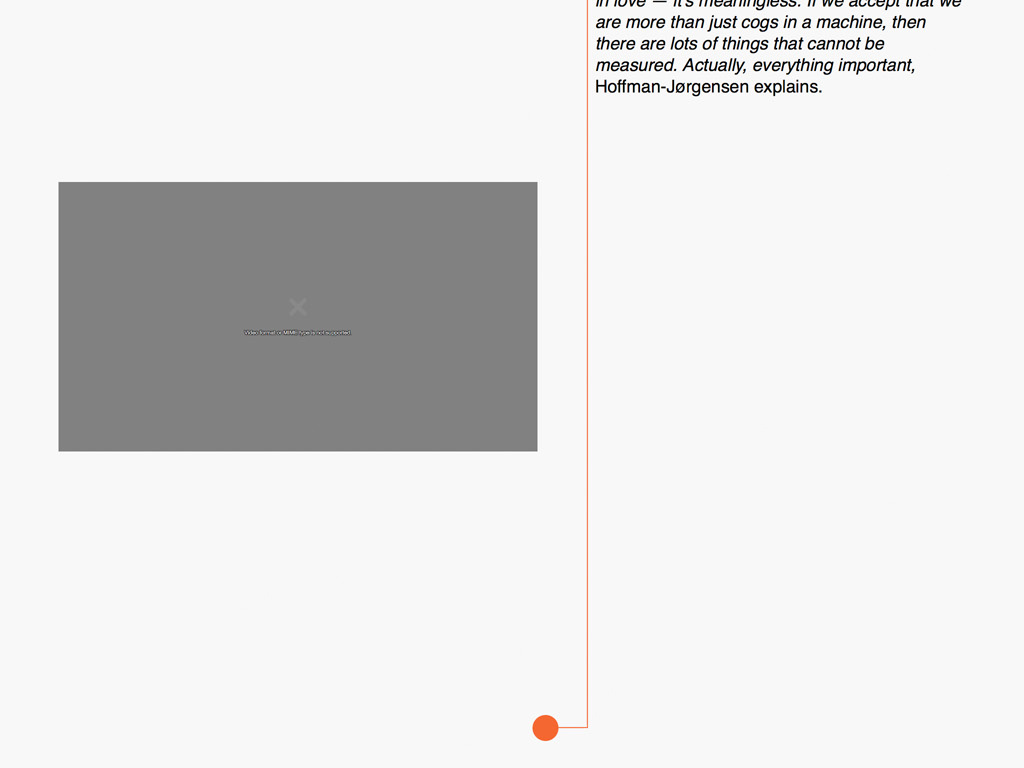 in love — it's meaningless. If we accept that we
are more than just cogs in a machine, then
there are lots of things that cannot be
measured. Actually, everything important,
Hoffman-Jørgensen explains.
Video format or MIME type is not supported.